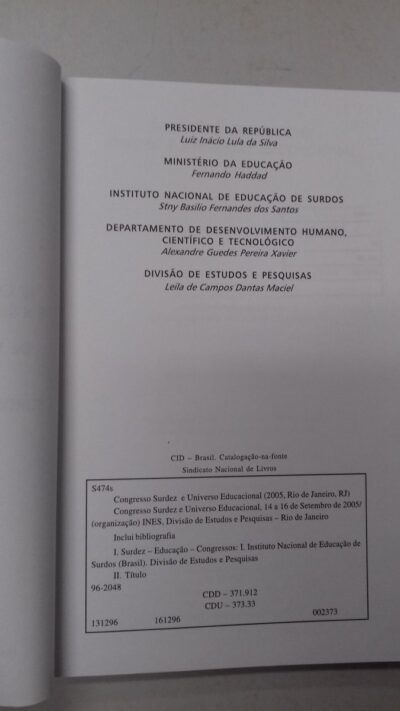 PRESIDENTE DA REPÚBLICA
Luiz Inácio Lula da Silva
MINISTÉRIO DA EDUCAÇÃO
Fernando Haddad
INSTITUTO NACIONAL DE EDUCAÇÃO DE SURDOS
Stny Basilio Fernandes dos Santos
DEPARTAMENTO DE DESENVOLVIMENTO HUMANO,
CIENTÍFICO E TECNOLÓGICO
Alexandre Guedes Pereira Xavier
DIVISÃO DE ESTUDOS E PESQUISAS
Leila de Campos Dantas Maciel
CID – Brasil. Catalogação-na-fonte
Sindicato Nacional de Livros
S474s
Congresso Surdez e Universo Educacional (2005, Rio de Janeiro, RJ)
Congresso Surdez e Universo Educacional, 14 a 16 de Setembro de 2005/
(organização) INES, Divisão de Estudos e Pesquisas – Rio de Janeiro
Inclui bibliografia
I. Surdez – Educação – Congressos: I. Instituto Nacional de Educação de
Surdos (Brasil). Divisão de Estudos e Pesquisas
II. Título
96-2048
CDD – 371.912
CDU – 373.33
131296 161296 002373